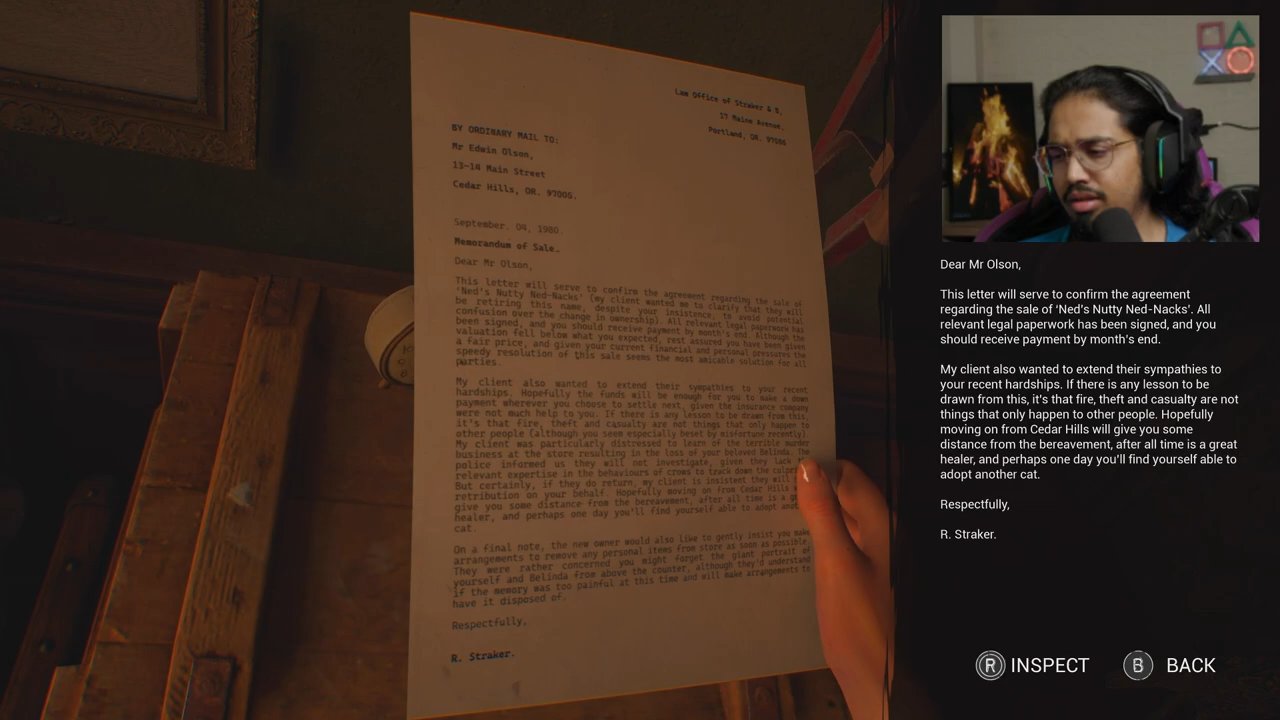 Law Office of Straker & B,
17 Maine Avenue,
Portland, OR. 97086
BY ORDINARY MAIL TO:
Mr Edwin Olson,
13-14 Main Street
Cedar Hills, OR. 97005.
September. 04, 1980.
Memorandum of Sale.
Dear Mr Olson,
This letter will serve to confirm the agreement regarding the sale of
'Ned's Nutty Ned-Nacks' (my client wanted me to clarify that they will
be retiring this name, despite your insistence, to avoid potential
confusion over the change in ownership). All relevant legal paperwork has
been signed, and you should receive payment by month's end. Although the
valuation fell below what you expected, rest assured you have been given
a fair price, and given your current financial and personal pressures the
speedy resolution of this sale seems the most amicable solution for all
parties.
My client also wanted to extend their sympathies to your recent
hardships. Hopefully the funds will be enough for you to make a down
payment wherever you choose to settle next, given the insurance company
were not much help to you. If there is any lesson to be drawn from this,
it's that fire, theft and casualty are not things that only happen to
other people (although you seem especially beset by misfortune recently).
My client was particularly distressed to learn of the terrible murder
business at the store resulting in the loss of your beloved Belinda. The
police informed us they will not investigate, given they lack the
relevant expertise in the behaviours of crows to track down the
But certainly, if they do return, my client is insistent they will
retribution on your behalf. Hopefully moving on from Cedar Hills
give you some distance from the bereavement, after all time is a
healer, and perhaps one day you'll find yourself able to adopt
cat.
On a final note, the new owner would also like to gently insist you make
arrangements to remove any personal items from store as soon as possible.
They were rather concerned you might forget the giant portrait of
yourself and Belinda from above the counter, although they'd understand
if the memory was too painful at this time and will make arrangements to
have it disposed of.
Respectfully,
R. Straker.
Dear Mr Olson,
This letter will serve to confirm the agreement
regarding the sale of 'Ned's Nutty Ned-Nacks'. All
relevant legal paperwork has been signed, and you
should receive payment by month's end.
My client also wanted to extend their sympathies to
your recent hardships. If there is any lesson to be
drawn from this, it's that fire, theft and casualty are not
things that only happen to other people. Hopefully
moving on from Cedar Hills will give you some
distance from the bereavement, after all time is a great
healer, and perhaps one day you'll find yourself able to
adopt another cat.
Respectfully,
R. Straker.
R INSPECT
B BACK